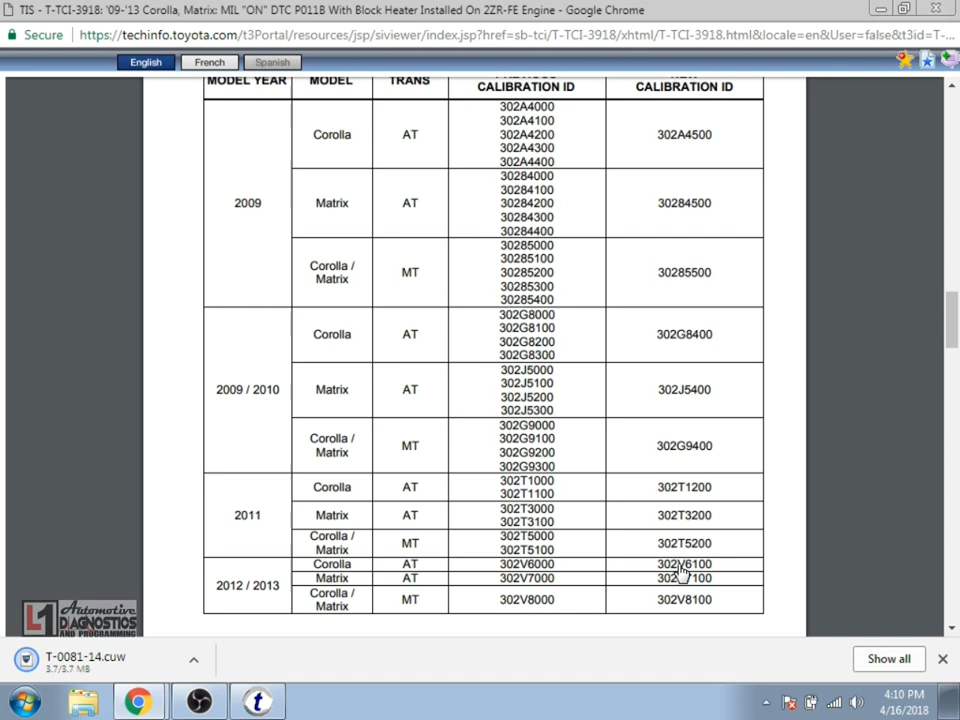 TIS - T-TCI-3918: '09-'13 Corolla, Matrix: MIL "ON" DTC P011B With Block Heater Installed On 2ZR-FE Engine - Google Chrome
Secure https://techinfo.toyota.com/t3Portal/resources/jsp/siviewer/index.jsp?href=sb-tci/T-TCI-3918/xhtml/T-TCI-3918.html&locale=en&User=false&t3id=T-...
English French Spanish
MODEL YEAR MODEL TRANS CALIBRATION ID CALIBRATION ID
302A4000
302A4100
Corolla AT 302A4200 302A4500
302A4300
302A4400
30284000
30284100
2009 Matrix AT 30284200 30284500
30284300
30284400
30285000
30285100
Corolla / Matrix MT 30285200 30285500
30285300
30285400
302G8000
302G8100
Corolla AT 302G8200 302G8400
302G8300
302J5000
302J5100
2009 / 2010 Matrix AT 302J5200 302J5400
302J5300
302G9000
302G9100
Corolla / Matrix MT 302G9200 302G9400
302G9300
302T1000
Corolla AT 302T1100 302T1200
302T3000
2011 Matrix AT 302T3100 302T3200
302T5000
Corolla / Matrix MT 302T5100 302T5200
Corolla AT 302V6000 302V6100
2012 / 2013 Matrix AT 302V7000
Corolla / Matrix MT 302V8000 302V8100
L1 Automotive
DIAGNOSTICS
AND PROGRAMMING
T-0081-14.cuw
3.7/3.7 MB
Show all
4:10 PM
4/16/2018